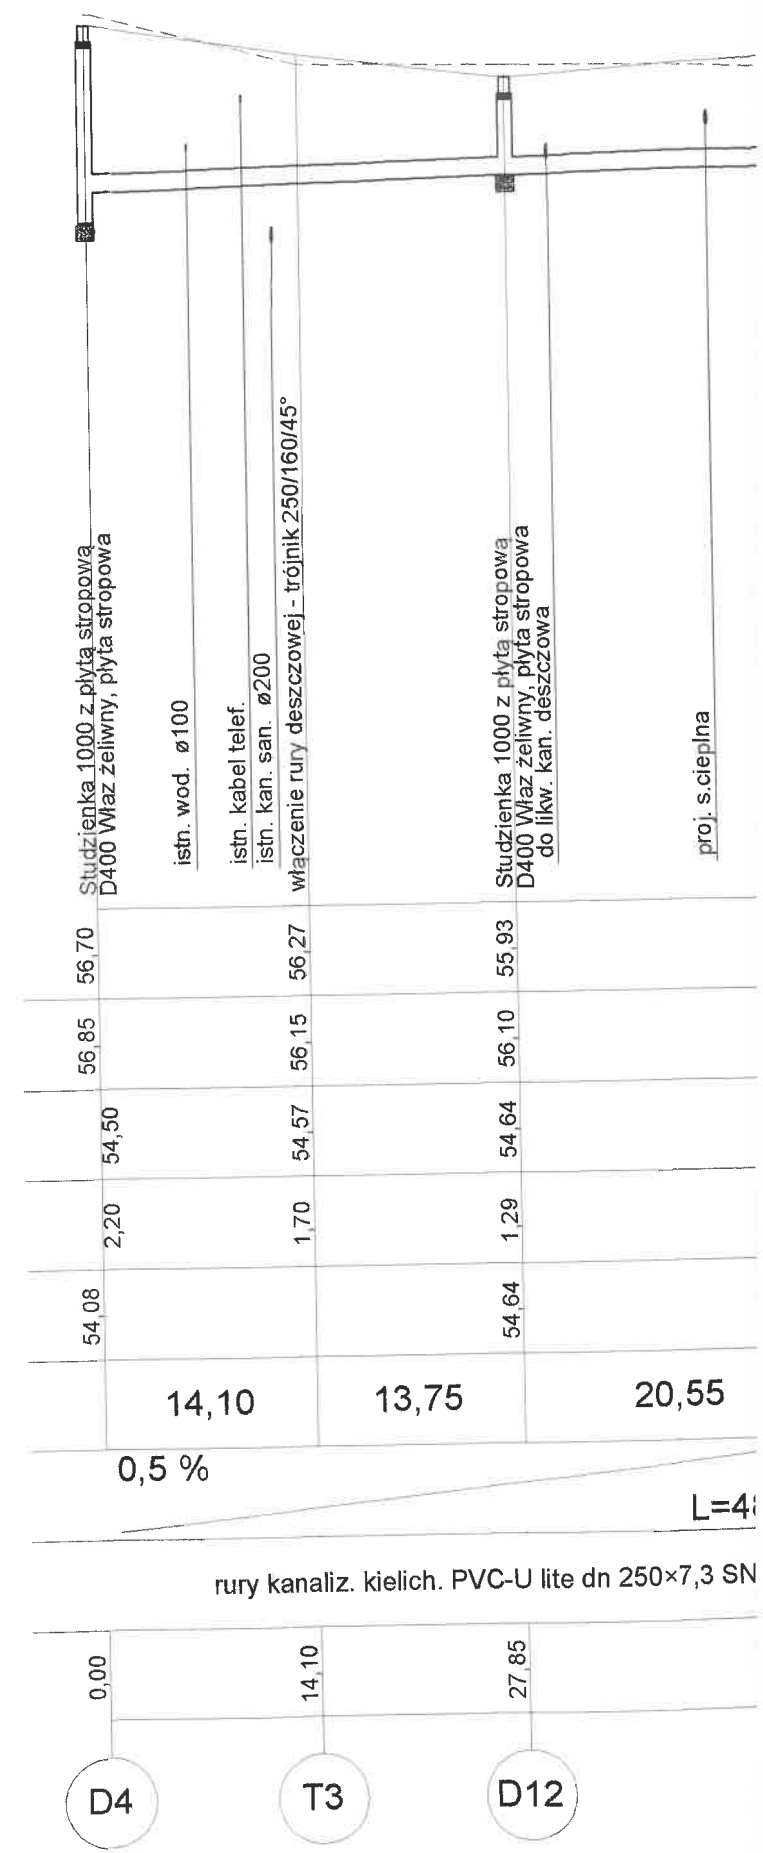 Studzienka 1000 z płytą stropową
D400 Właz żeliwny, płyta stropowa
istn. wod. ø100
istn. kabel telef.
istn. kan. san. ø200
włączenie rury deszczowej - trójnik 250/160/45°
Studzienka 1000 z płytą stropową
D400 Właz żeliwny, płyta stropowa
do likw. kan. deszczowa
proj. s.cieplna
56,70 56,27 55,93
56,85 56,15 56,10
54,50 54,57 54,64
2,20 1,70 1,29
54,08 54,64
14,10 13,75 20,55
0,5 %
L=48
rury kanaliz. kielich. PVC-U lite dn 250×7,3 SN
0,00 14,10 27,85
D4 T3 D12